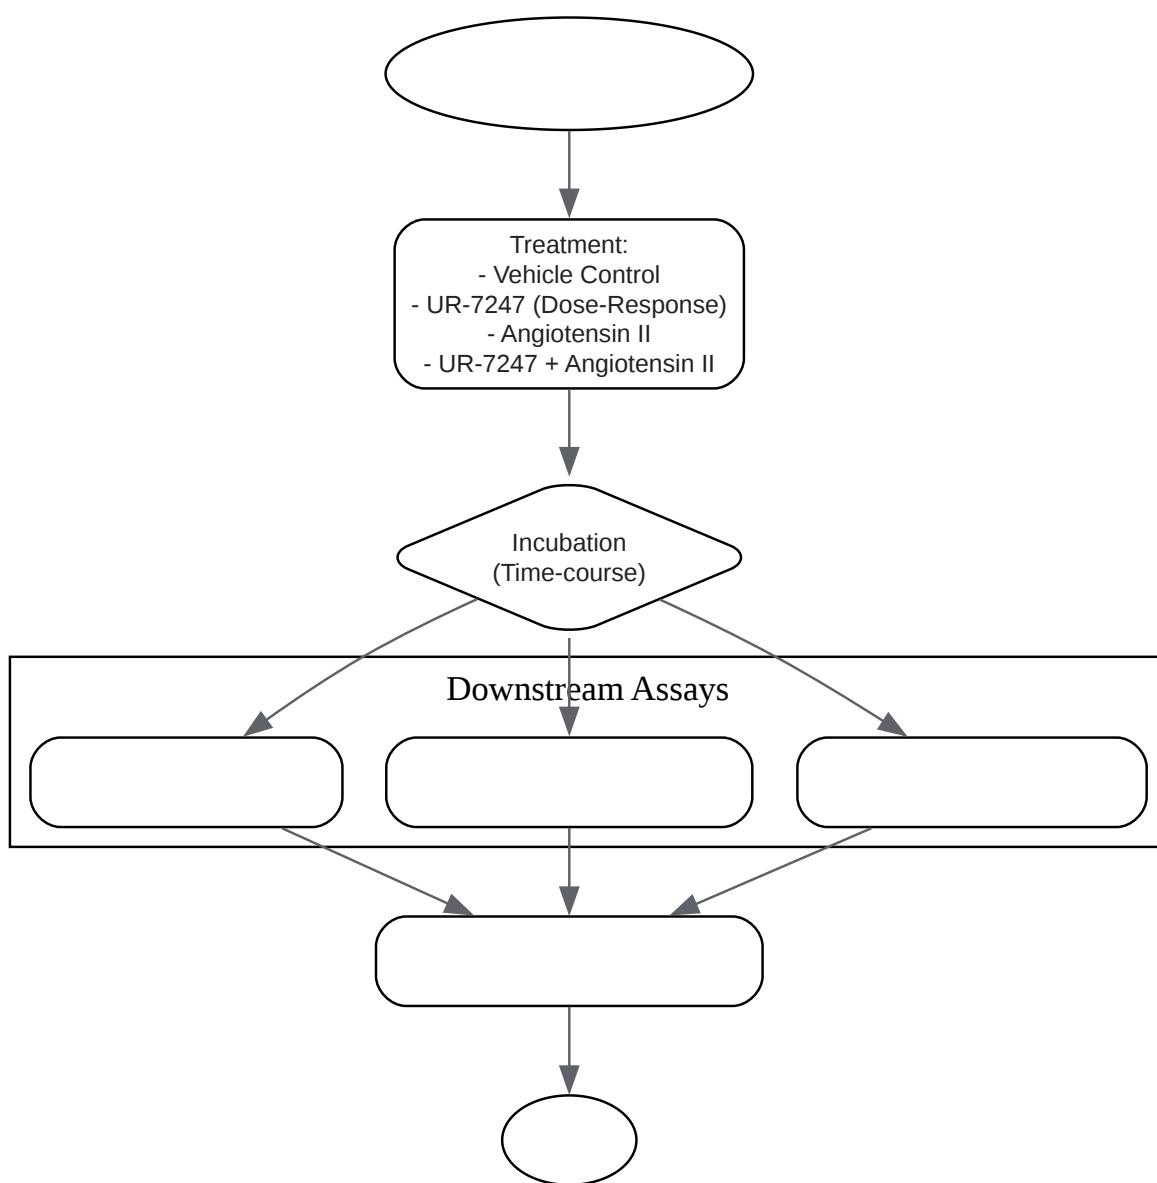 Treatment:
- Vehicle Control
- UR-7247 (Dose-Response)
- Angiotensin II
- UR-7247 + Angiotensin II
Incubation
(Time-course)
Downstream Assays